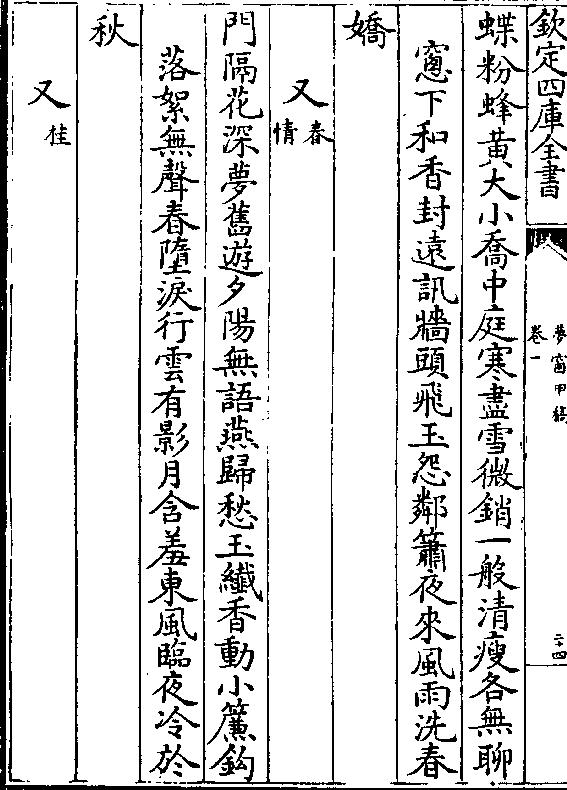 欽定四庫全書
夢窗甲稿
卷一
二十四
蝶粉蜂黄大小喬中庭寒盡雪微銷一般清瘦各無聊
窻下和香封遠訊牆頭飛玉怨鄰簫夜來風雨洗春
嬌
又春情
門隔花深夢舊遊夕陽無語燕歸愁玉纖香動小簾鈎
落絮無聲春墮淚行雲有影月含羞東風臨夜冷於
秋
又桂